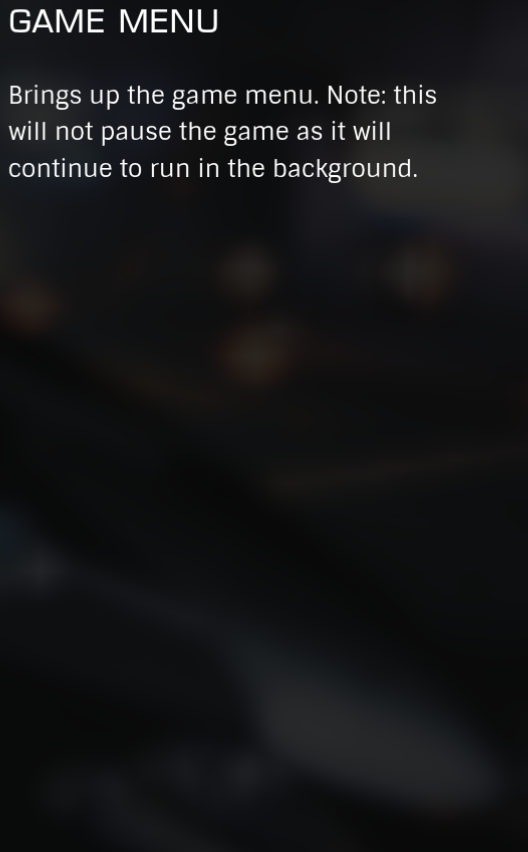 GAME MENU
Brings up the game menu. Note: this
will not pause the game as it will
continue to run in the background.